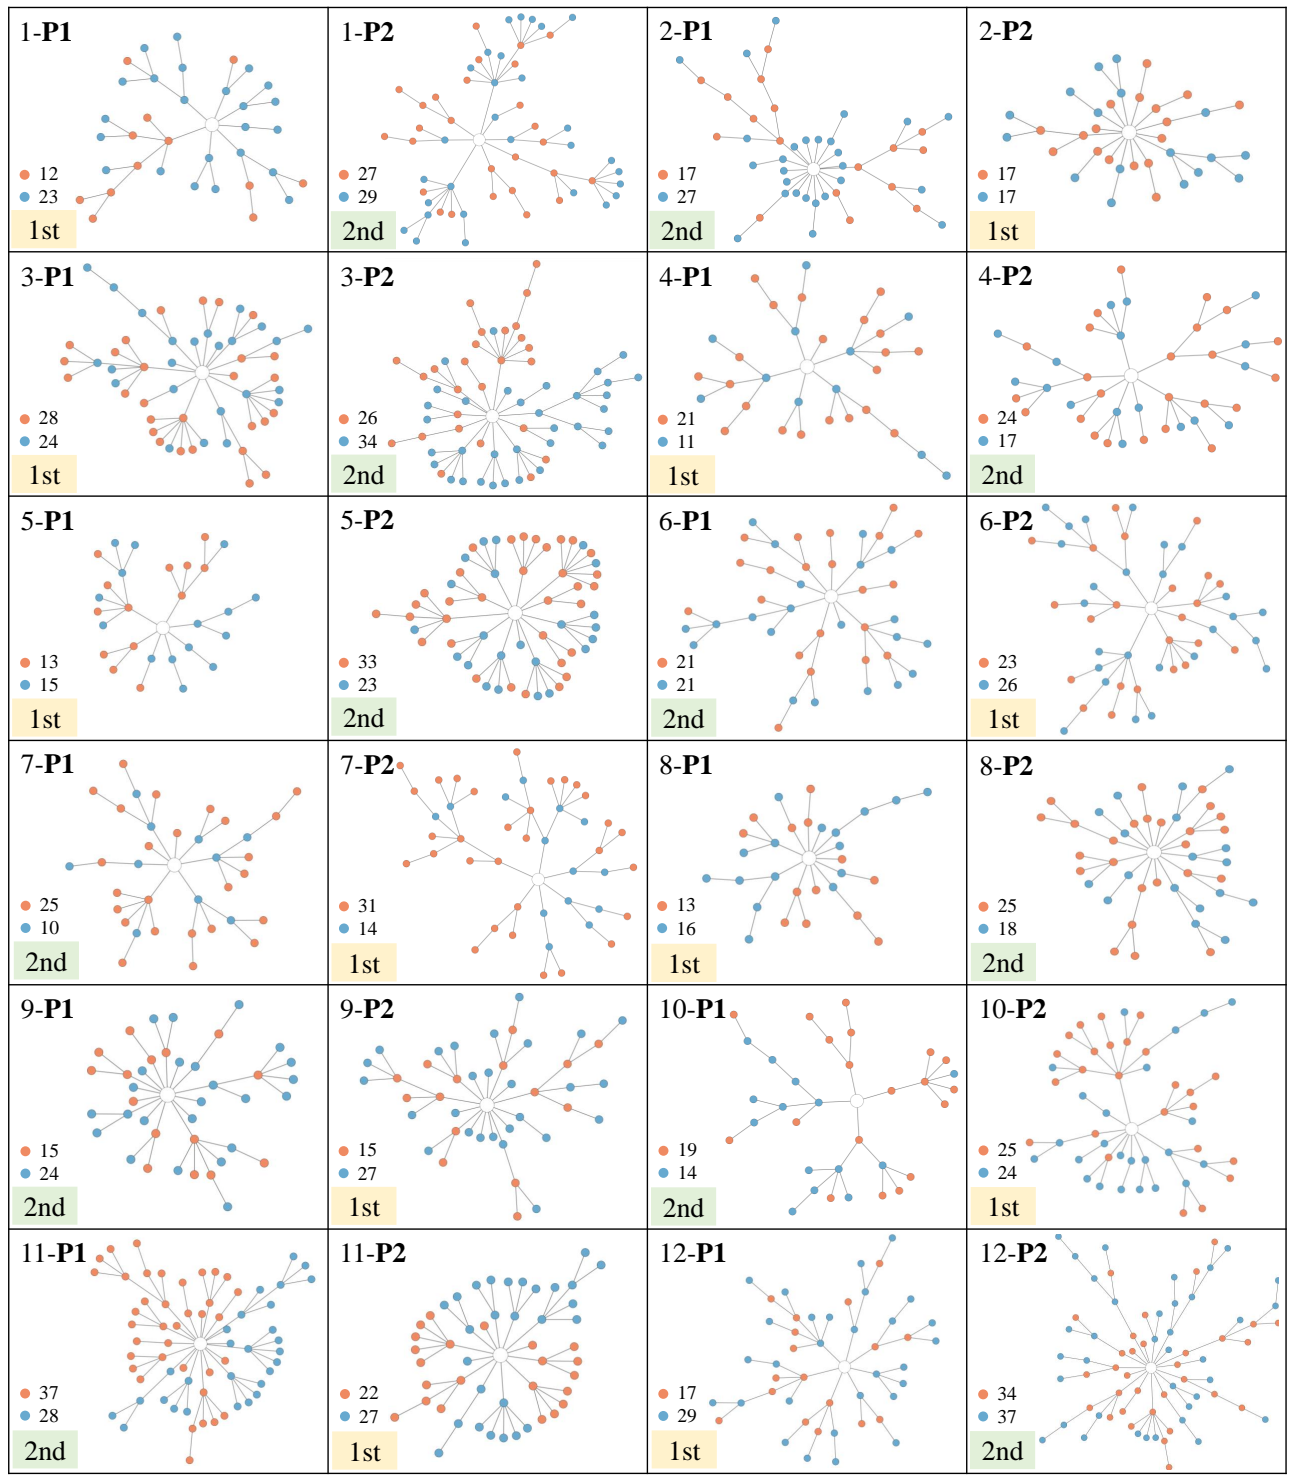 1-P1
12
23
1st
1-P2
27
29
2nd
2-P1
17
27
2nd
2-P2
17
17
1st
3-P1
28
24
1st
3-P2
26
34
2nd
4-P1
21
11
1st
4-P2
24
17
2nd
5-P1
13
15
1st
5-P2
33
23
2nd
6-P1
21
21
2nd
6-P2
23
26
1st
7-P1
25
10
2nd
7-P2
31
14
1st
8-P1
13
16
1st
8-P2
25
18
2nd
9-P1
15
24
2nd
9-P2
15
27
1st
10-P1
19
14
2nd
10-P2
25
24
1st
11-P1
37
28
2nd
11-P2
22
27
1st
12-P1
17
29
1st
12-P2
34
37
2nd